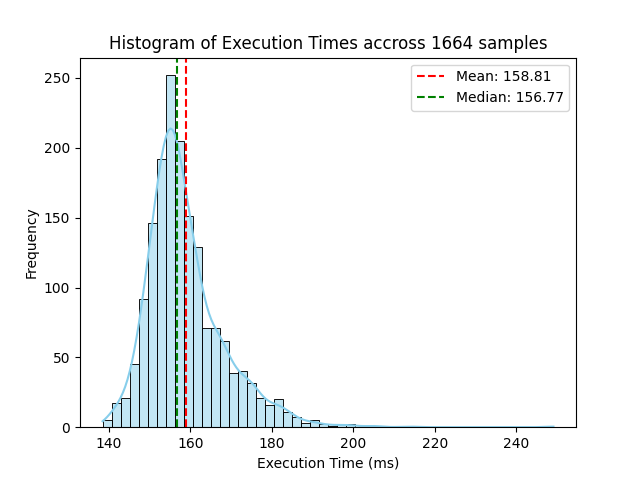 Histogram of Execution Times accross 1664 samples
Mean: 158.81
Median: 156.77
250
200
150
100
50
0
Frequency
140 160 180 200 220 240
Execution Time (ms)